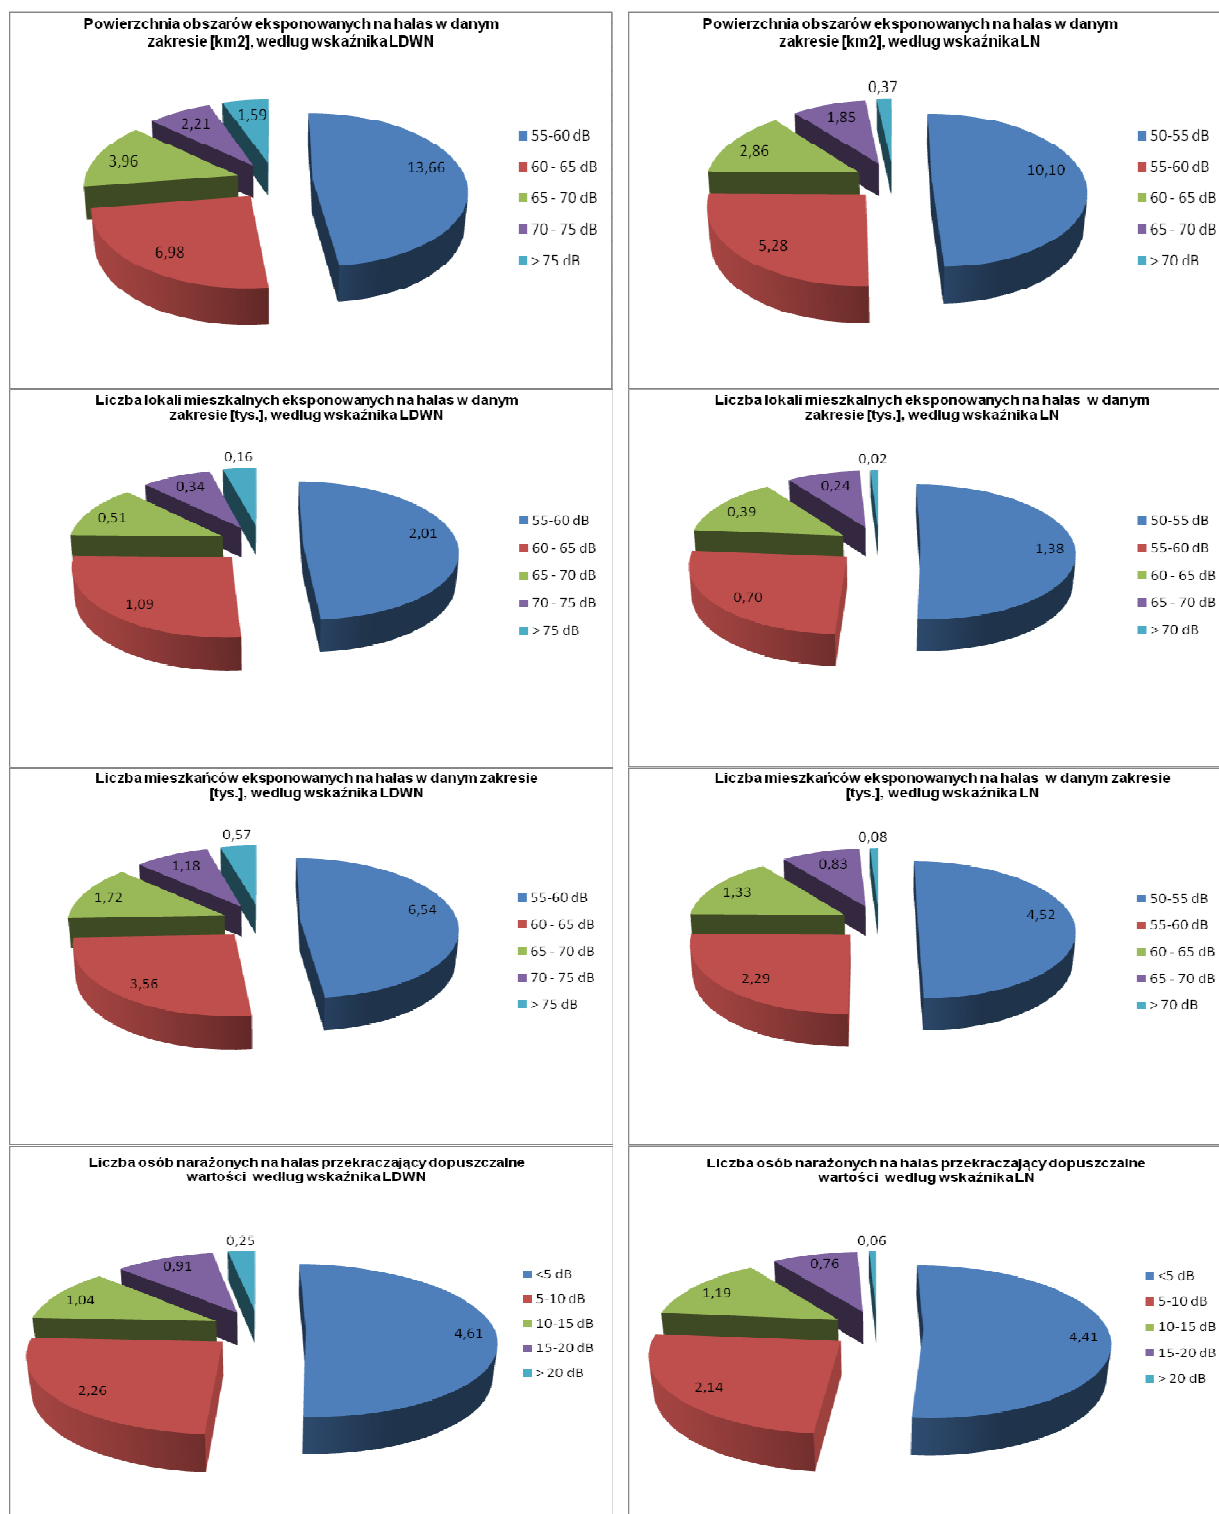 Powierzchnia obszarów eksponowanych na hałas w danym
zakresie [km2], według wskaźnika LDWN
1,59
2,21
3,96
13,66
6,98
55-60 dB
60 - 65 dB
65 - 70 dB
70 - 75 dB
> 75 dB
Powierzchnia obszarów eksponowanych na hałas w danym
zakresie [km2], według wskaźnika LN
0,37
1,85
2,86
10,10
5,28
50-55 dB
55-60 dB
60 - 65 dB
65 - 70 dB
> 70 dB
Liczba lokali mieszkalnych eksponowanych na hałas w danym
zakresie [tys.], według wskaźnika LDWN
0,16
0,34
0,51
2,01
1,09
55-60 dB
60 - 65 dB
65 - 70 dB
70 - 75 dB
> 75 dB
Liczba lokali mieszkalnych eksponowanych na hałas w danym
zakresie [tys.], według wskaźnika LN
0,02
0,24
0,39
1,38
0,70
50-55 dB
55-60 dB
60 - 65 dB
65 - 70 dB
> 70 dB
Liczba mieszkańców eksponowanych na hałas w danym zakresie
[tys.], według wskaźnika LDWN
0,57
1,18
1,72
6,54
3,56
55-60 dB
60 - 65 dB
65 - 70 dB
70 - 75 dB
> 75 dB
Liczba mieszkańców eksponowanych na hałas w danym zakresie
[tys.], według wskaźnika LN
0,08
0,83
1,33
4,52
2,29
50-55 dB
55-60 dB
60 - 65 dB
65 - 70 dB
> 70 dB
Liczba osób narażonych na hałas przekraczający dopuszczalne
wartości według wskaźnika LDWN
0,25
0,91
1,04
4,61
2,26
<5 dB
5-10 dB
10-15 dB
15-20 dB
> 20 dB
Liczba osób narażonych na hałas przekraczający dopuszczalne
wartości według wskaźnika LN
0,06
0,76
1,19
4,41
2,14
<5 dB
5-10 dB
10-15 dB
15-20 dB
> 20 dB